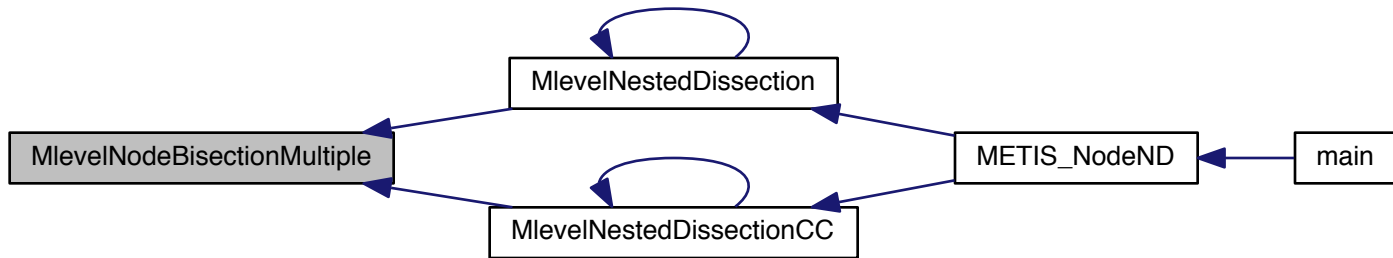 MlevelNestedDissection
MlevelNodeBisectionMultiple
METIS_NodeND
main
MlevelNestedDissectionCC